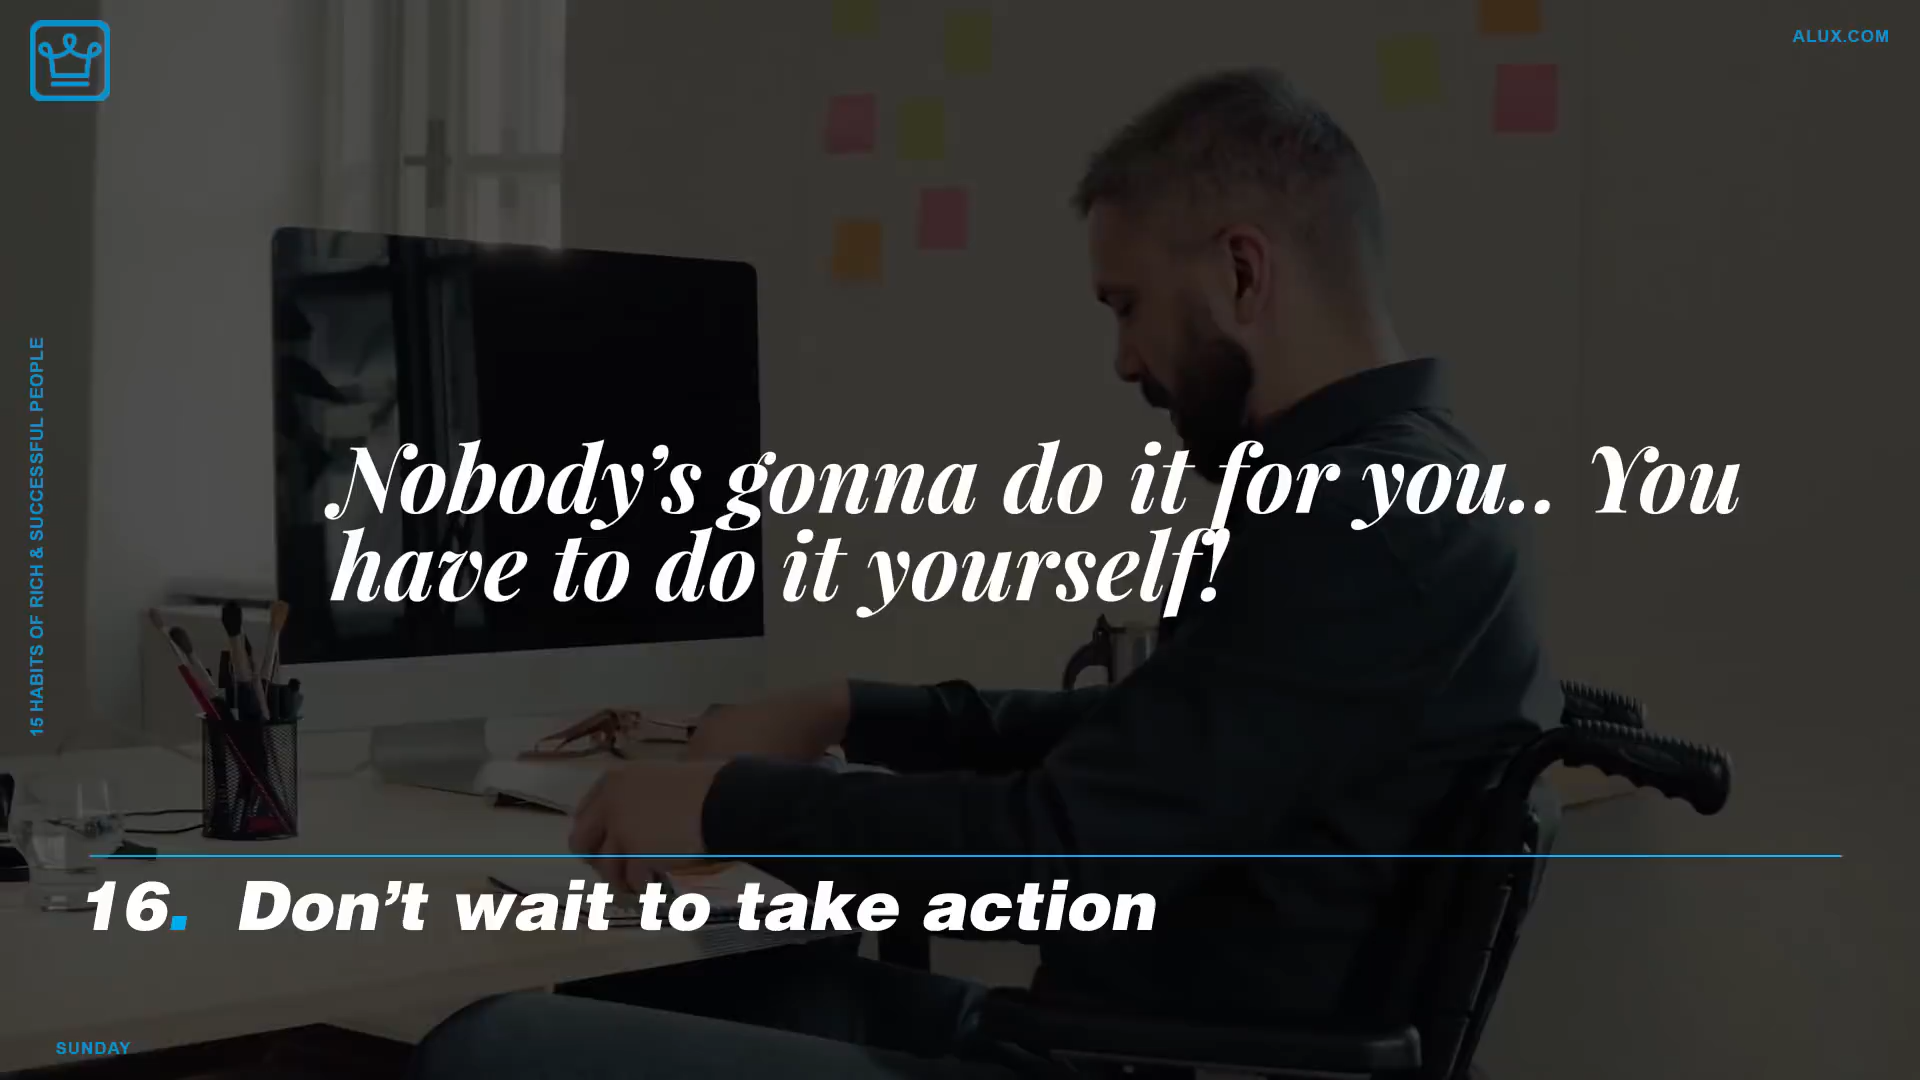 ALUX.COM
15 HABITS OF RICH & SUCCESSFUL PEOPLE
Nobody’s gonna do it for you.. You
have to do it yourself!
16. Don’t wait to take action
SUNDAY